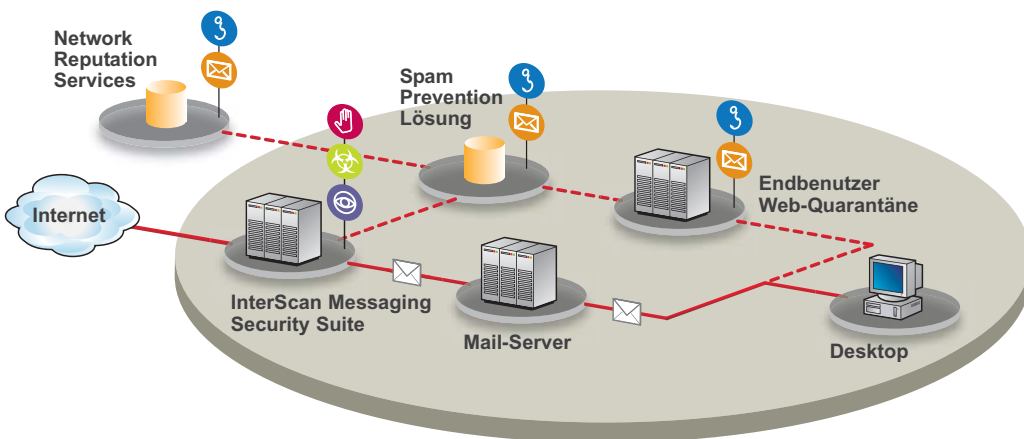 Network
Reputation
Services
Spam
Prevention
Lösung
Endbenutzer
Web-Quarantäne
Internet
InterScan Messaging
Security Suite
Mail-Server
Desktop